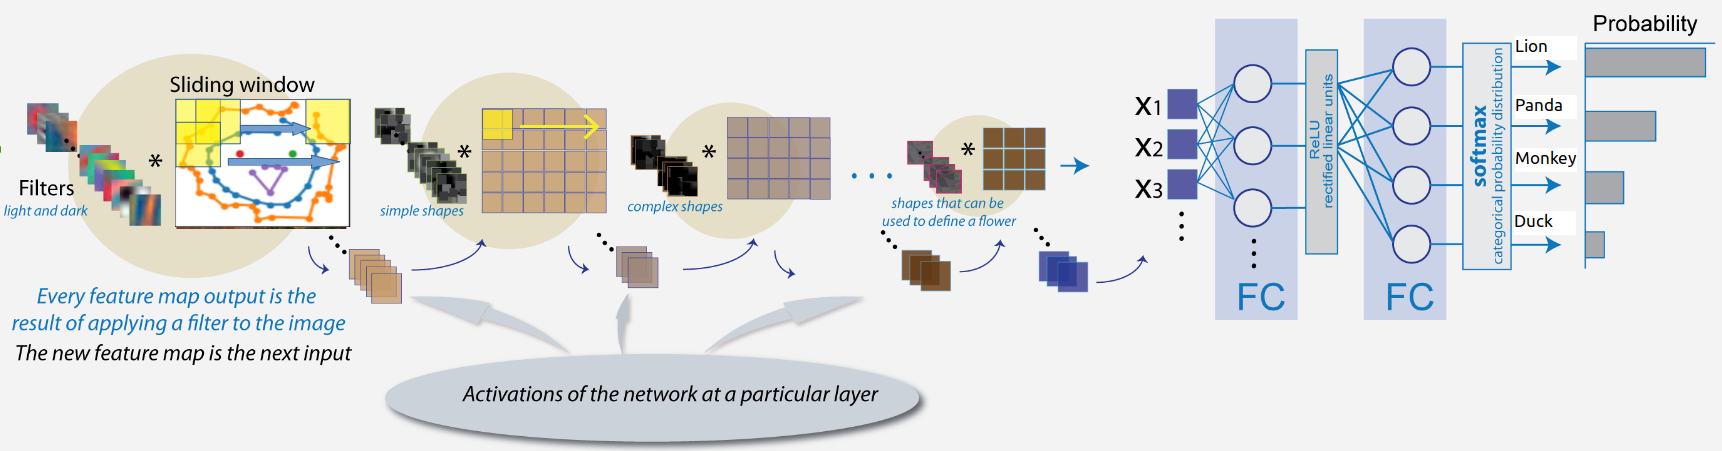 Sliding window
Filters
light and dark
*
simple shapes
*
complex shapes
*
shapes that can be
used to define a flower
*
Every feature map output is the
result of applying a filter to the image
The new feature map is the next input
Activations of the network at a particular layer
X1
X2
X3
FC
ReLU
rectified linear units
FC
softmax
categorical probability distribution
Probability
Lion
Panda
Monkey
Duck